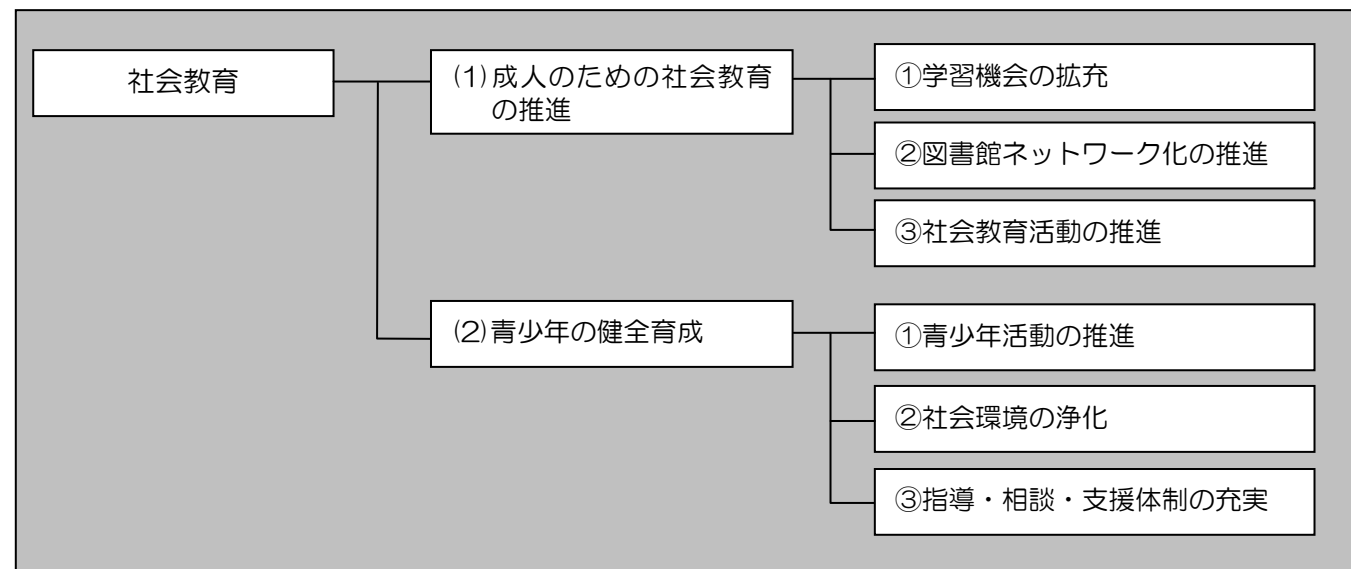 社会教育
⑴成人のための社会教育
の推進
①学習機会の拡充
②図書館ネットワーク化の推進
③社会教育活動の推進
⑵青少年の健全育成
①青少年活動の推進
②社会環境の浄化
③指導・相談・支援体制の充実